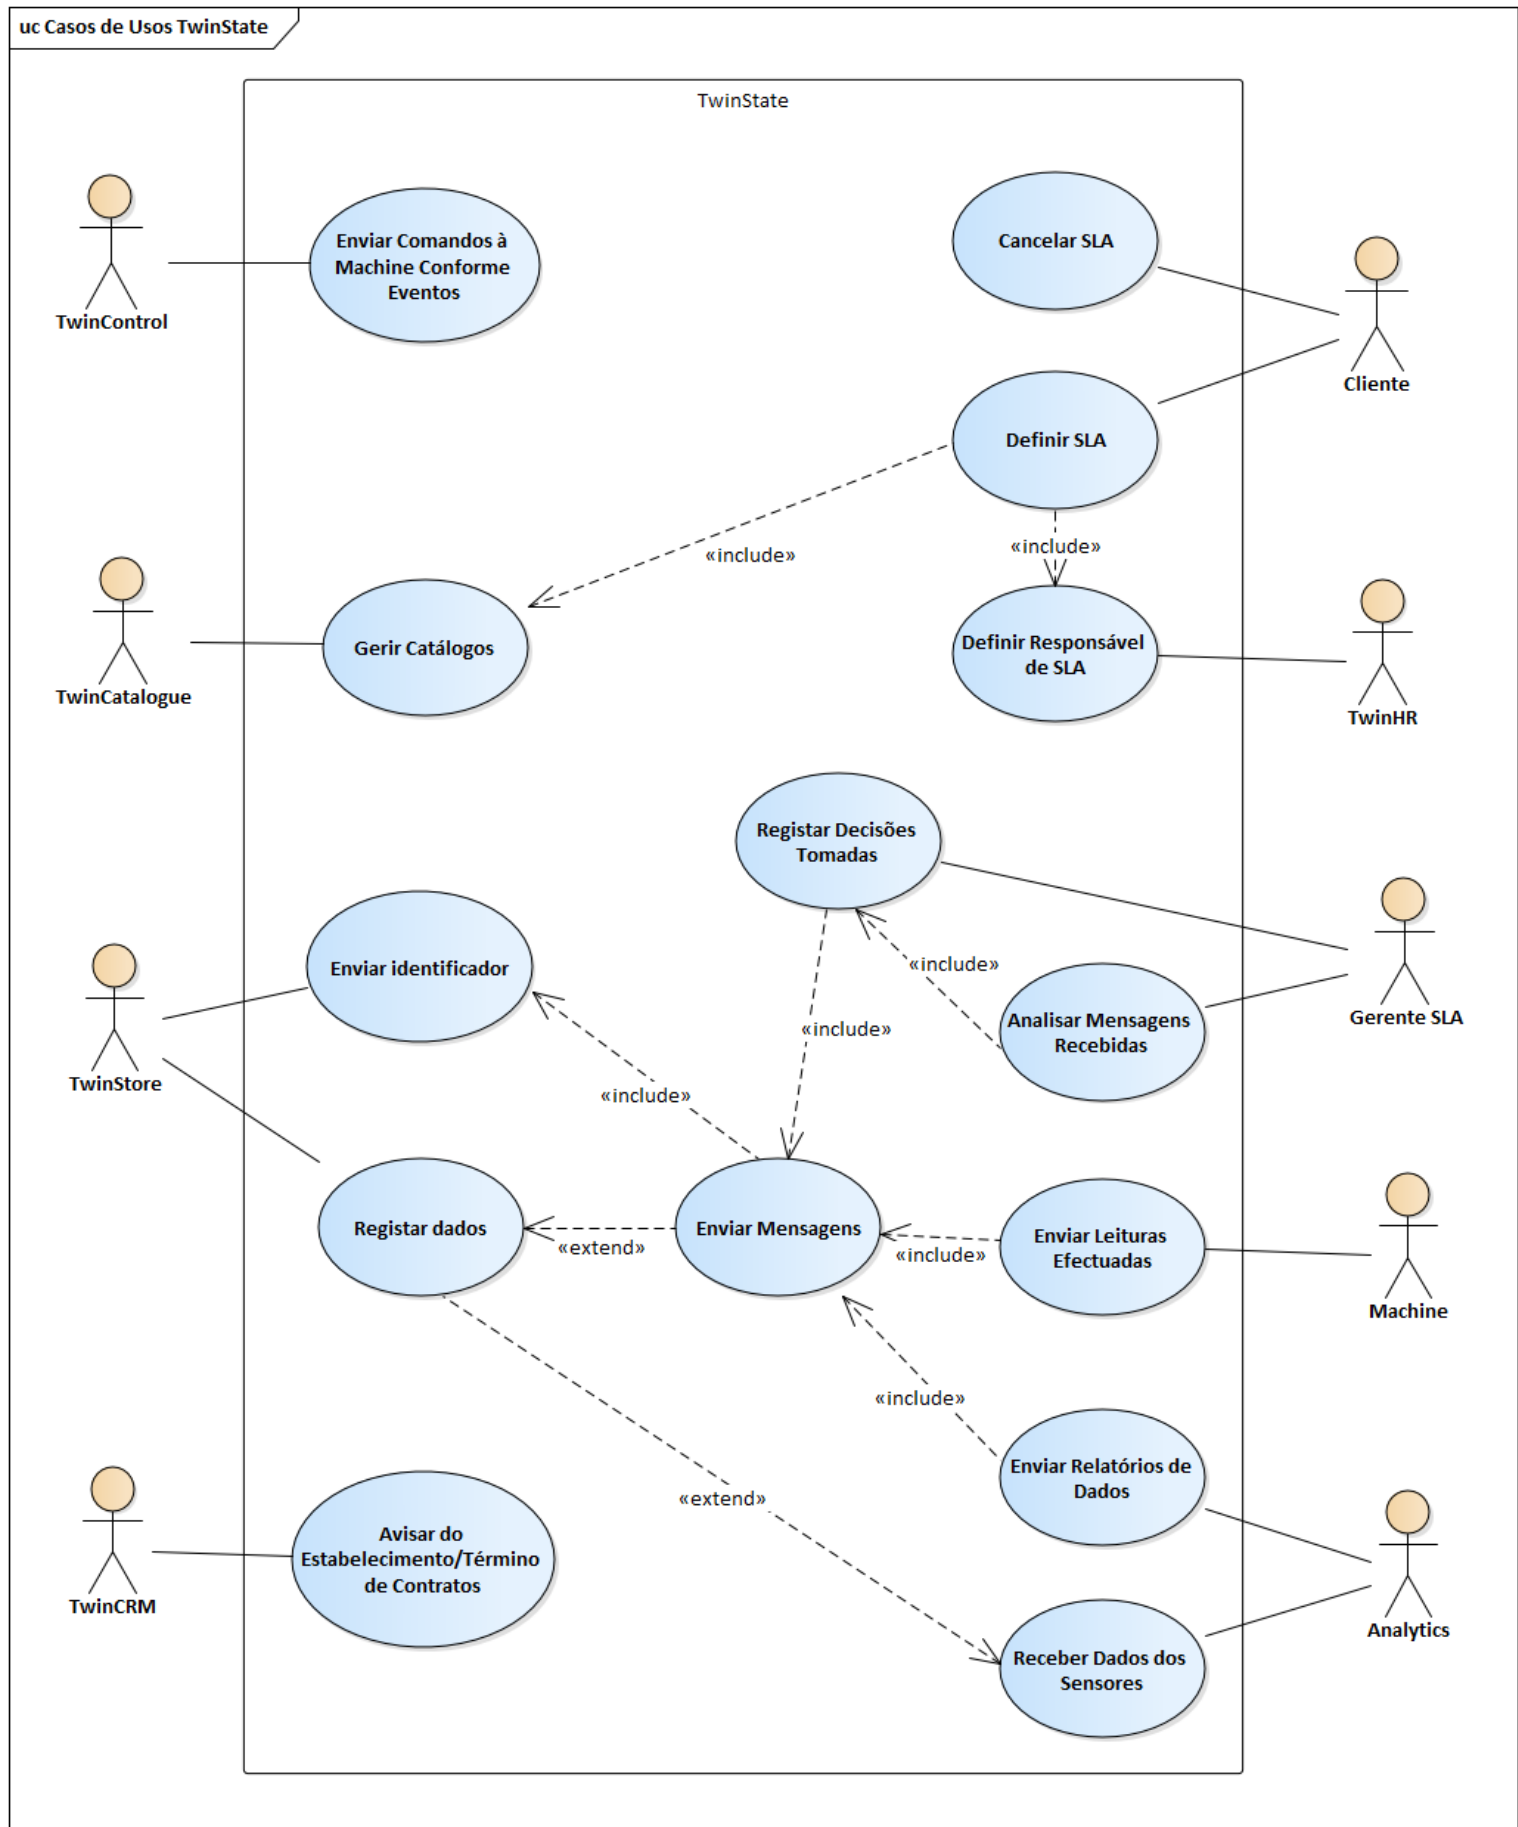 uc Casos de Usos TwinState
TwinState
Enviar Comandos à
Machine Conforme
Eventos
TwinControl
Cancelar SLA
Cliente
Definir SLA
«include»
«include»
Gerir Catálogos
TwinCatalogue
Definir Responsável
de SLA
TwinHR
Registar Decisões
Tomadas
Enviar identificador
TwinStore
«include»
Analisar Mensagens
Recebidas
Gerente SLA
«include»
«include»
Registar dados
«extend»
Enviar Mensagens
«include»
Enviar Leituras
Efectuadas
Machine
«include»
«extend»
Enviar Relatórios de
Dados
Avisar do
Estabelecimento/Término
de Contratos
TwinCRM
Analytics
Receber Dados dos
Sensores